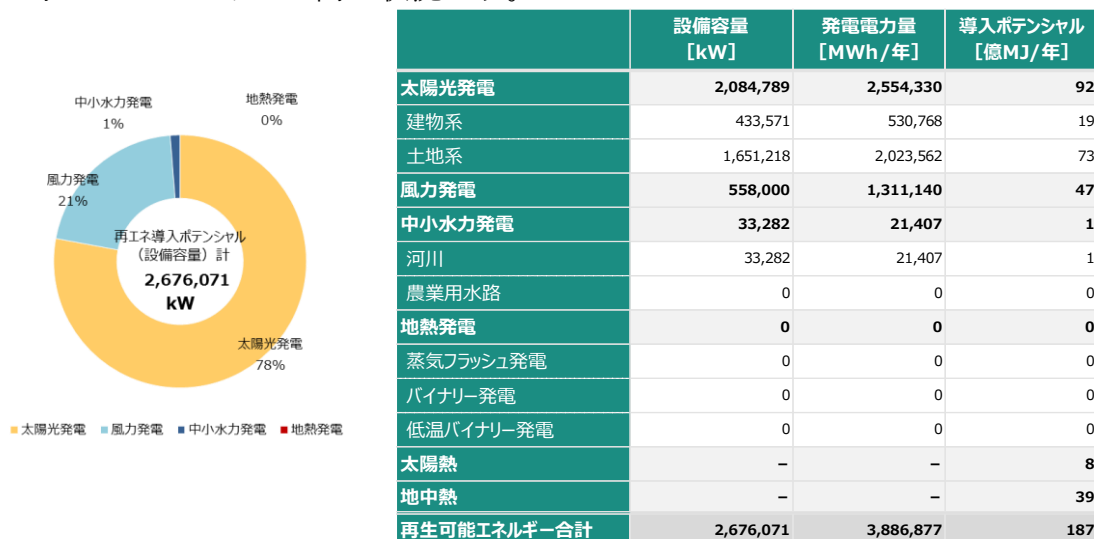 中小水力発電
1%
地熱発電
0%
風力発電
21%
再エネ導入ポテンシャル
（設備容量）計
2,676,071
kW
太陽光発電
78%
■太陽光発電 ■風力発電 ■中小水力発電 ■地熱発電
設備容量 発電電力量 導入ポテンシャル
［kW］ ［MWh/年］ ［億MJ/年］
太陽光発電 2,084,789 2,554,330 92
建物系 433,571 530,768 19
土地系 1,651,218 2,023,562 73
風力発電 558,000 1,311,140 47
中小水力発電 33,282 21,407 1
河川 33,282 21,407 1
農業用水路 0 0 0
地熱発電 0 0 0
蒸気フラッシュ発電 0 0 0
バイナリー発電 0 0 0
低温バイナリー発電 0 0 0
太陽熱 – – 8
地中熱 – – 39
再生可能エネルギー合計 2,676,071 3,886,877 187